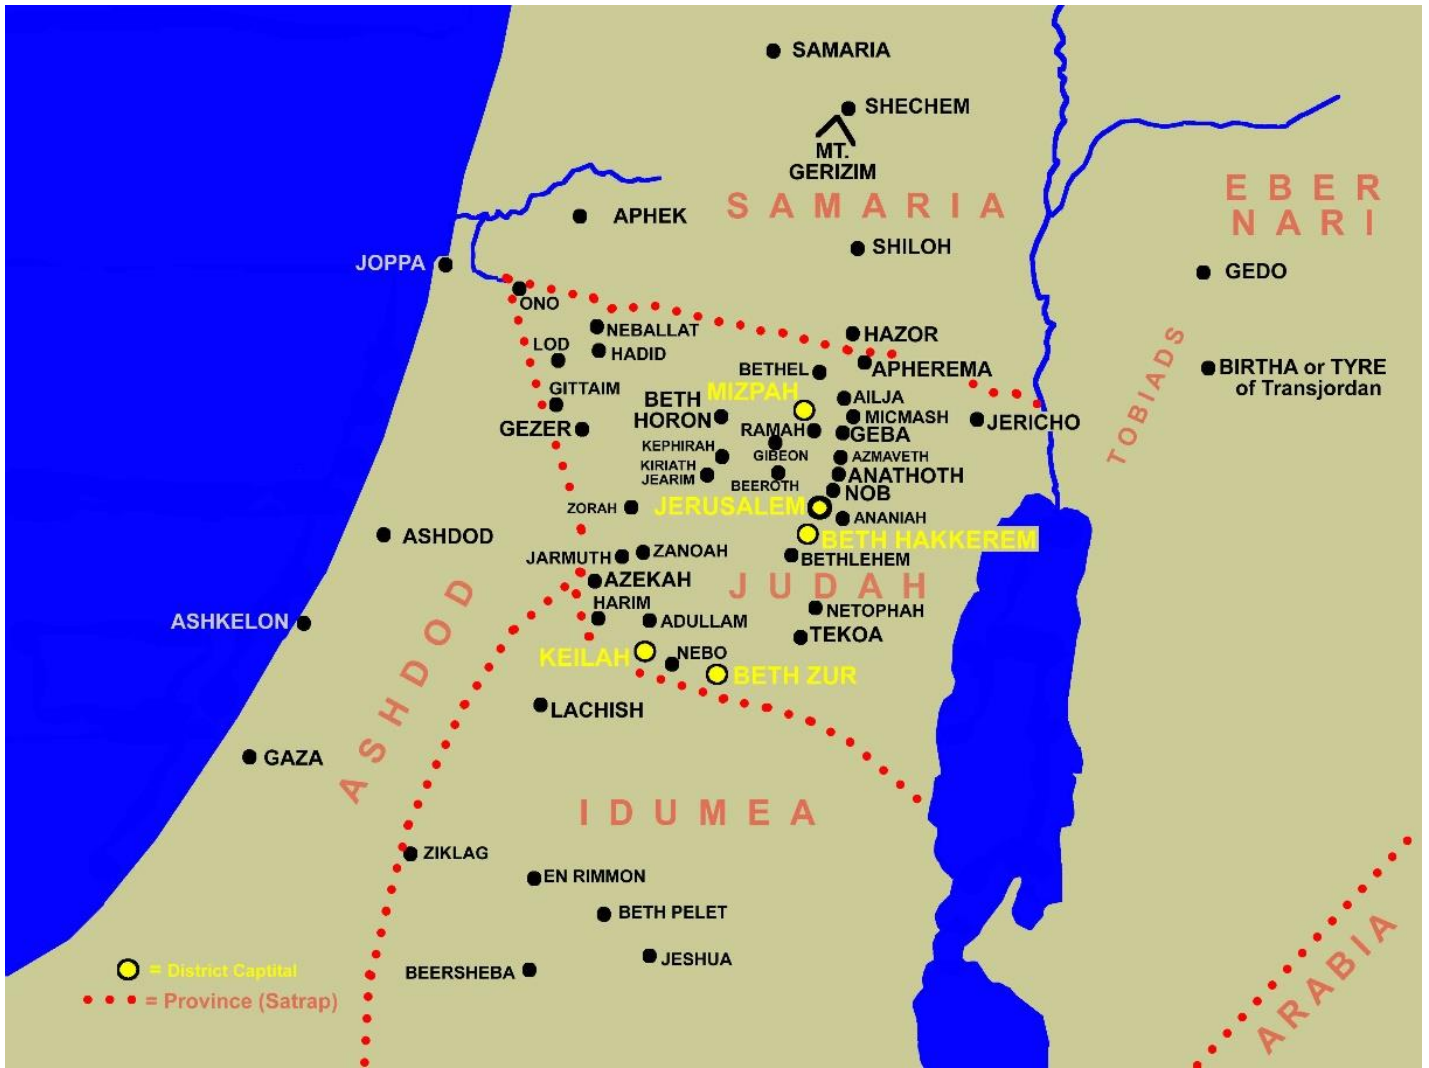 SAMARIA
SHECHEM
MT.
GERIZIM
SAMARIA
EBER
NARI
APHEK
SHILOH
JOPPA
GEDO
ONO
NEBALLAT
HAZOR
LOD
HADID
BETHEL
APHEREMA
BIRTHA or TYRE
of Transjordan
TOBIADS
GITTAIM
MIZPAH
AILJA
BETH
HORON
MICMASH
JERICHO
GEZER
RAMAH
GEBA
KEPHIRAH
GIBEON
AZMAVETH
KIRIATH
JEARIM
BEEROTH
ANATHOTH
NOB
ZORAH
JERUSALEM
ANANIAH
ASHDOD
BETH HAKKEREM
JARMUTH
ZANOAH
BETHLEHEM
AZEKAH
JUDAH
HARIM
NETOPHAH
ASHKELON
ADULLAM
TEKOA
KEILAH
NEBO
BETH ZUR
ASHDOD
LACHISH
GAZA
IDUMEA
ZIKLAG
EN RIMMON
BETH PELET
JESHUA
BEERSHEBA
ARABIA
= District Captital
= Province (Satrap)